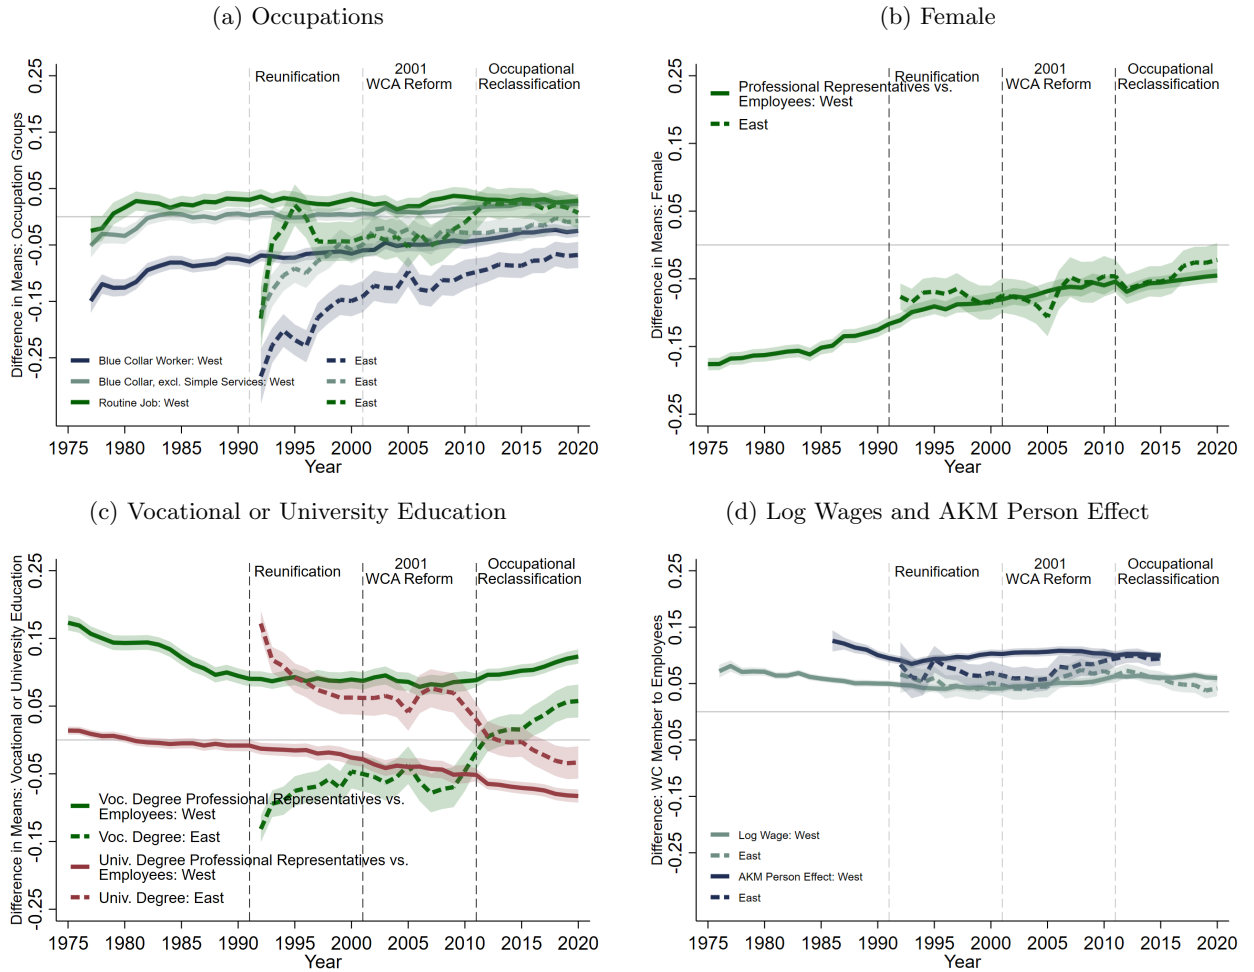 (a) Occupations
Difference in Means: Occupation Groups
0.25
0.15
0.05
-0.05
-0.15
-0.25
Reunification
2001
WCA Reform
Occupational
Reclassification
Blue Collar Worker: West
East
Blue Collar, excl. Simple Services: West
East
Routine Job: West
East
1975 1980 1985 1990 1995 2000 2005 2010 2015 2020
Year
(b) Female
Difference in Means: Female
0.25
0.15
0.05
-0.05
-0.15
-0.25
Reunification
2001
WCA Reform
Occupational
Reclassification
Professional Representatives vs.
Employees: West
East
1975 1980 1985 1990 1995 2000 2005 2010 2015 2020
Year
(c) Vocational or University Education
Difference in Means: Vocational or University Education
0.25
0.15
0.05
-0.05
-0.15
-0.25
Reunification
2001
WCA Reform
Occupational
Reclassification
Voc. Degree Professional Representatives vs.
Employees: West
Voc. Degree: East
Univ. Degree Professional Representatives vs.
Employees: West
Univ. Degree: East
1975 1980 1985 1990 1995 2000 2005 2010 2015 2020
Year
(d) Log Wages and AKM Person Effect
Difference: WC Member to Employees
0.25
0.15
0.05
-0.05
-0.15
-0.25
Reunification
2001
WCA Reform
Occupational
Reclassification
Log Wage: West
East
AKM Person Effect: West
East
1975 1980 1985 1990 1995 2000 2005 2010 2015 2020
Year